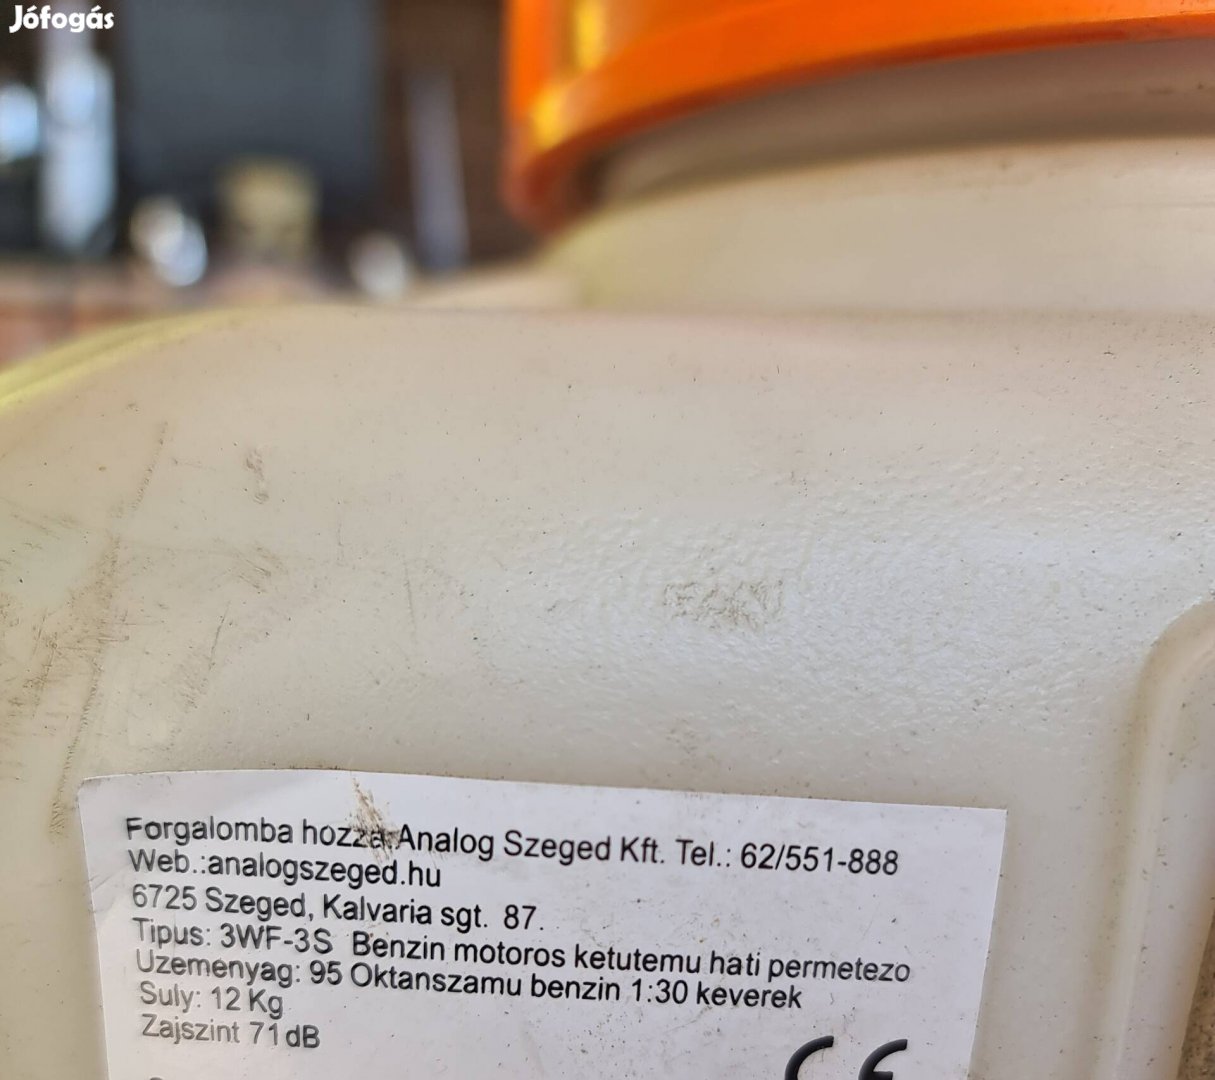 Jófogás
Forgalomba hozza Analog Szeged Kft. Tel.: 62/551-888
Web.:analogszeged.hu
6725 Szeged, Kalvaria sgt. 87.
Tipus: 3WF-3S Benzin motoros ketutemu hati permetezo
Uzemenyag: 95 Oktanszamu benzin 1:30 keverek
Suly: 12 Kg
Zajszint 71 dB
CE